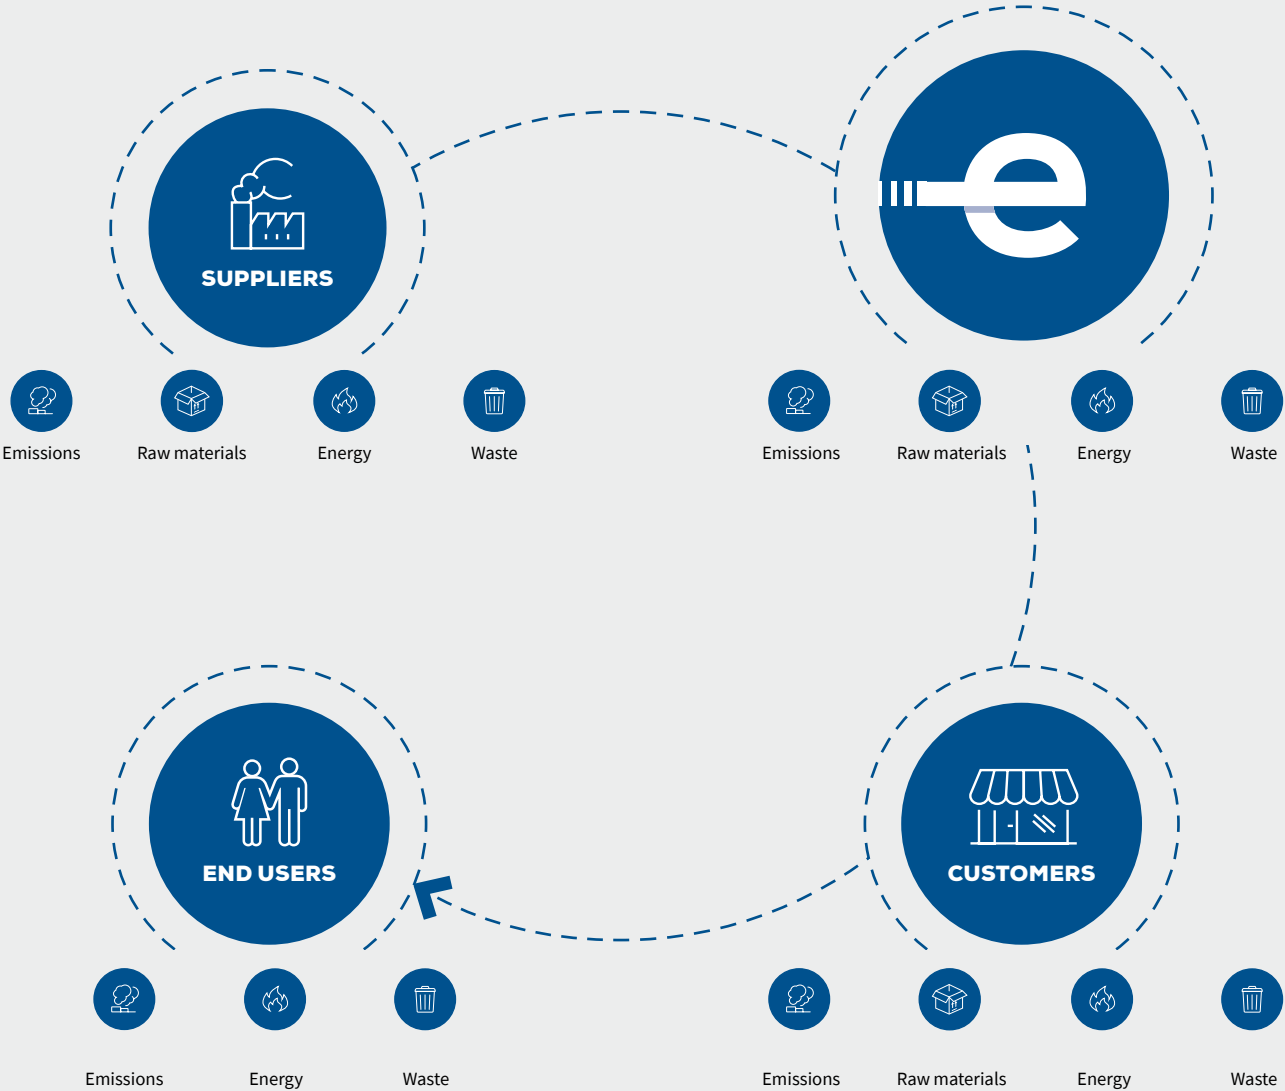 e
SUPPLIERS
Emissions Raw materials Energy Waste
Emissions Raw materials Energy Waste
END USERS
CUSTOMERS
Emissions Energy Waste
Emissions Raw materials Energy Waste